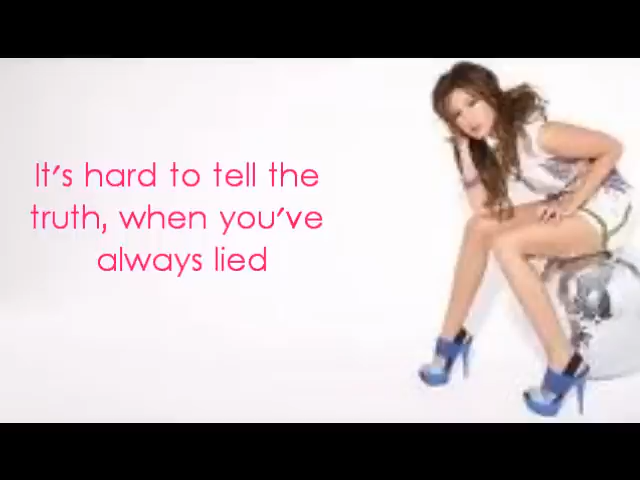 It's hard to tell the
truth, when you've
always lied